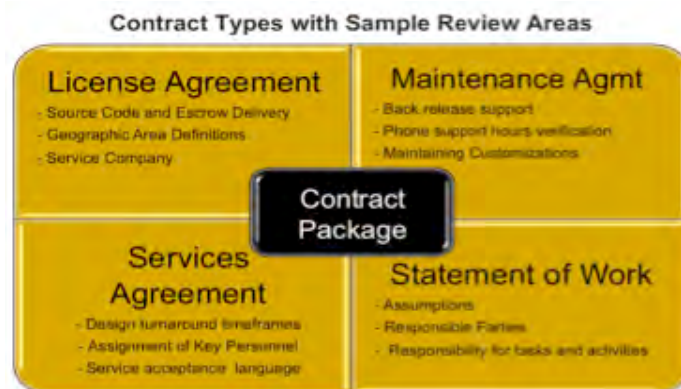 Contract Types with Sample Review Areas
License Agreement
- Source Code and Escrow Delivery
- Geographic Area Definitions
- Service Company
Maintenance Agmt
- Back release support
- Phone support hours verification
- Maintaining Customizations
Contract
Package
Services
Agreement
- Design turnaround timeframes
- Assignment of Key Personnel
- Service acceptance language
Statement of Work
- Assumptions
- Responsible Parties
- Responsibility for tasks and activities